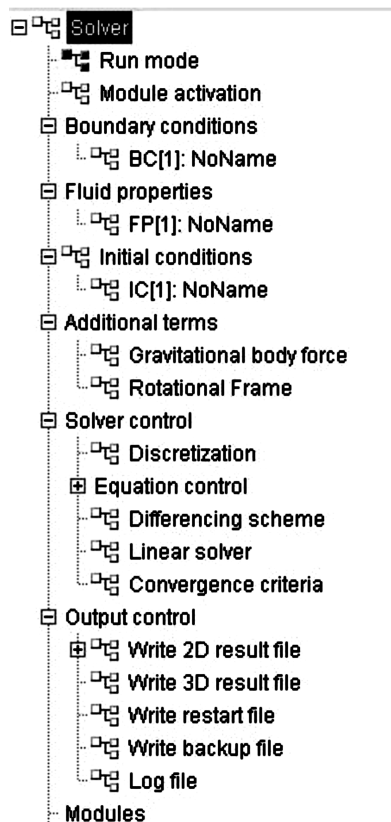 Solver
Run mode
Module activation
Boundary conditions
BC[1]: NoName
Fluid properties
FP[1]: NoName
Initial conditions
IC[1]: NoName
Additional terms
Gravitational body force
Rotational Frame
Solver control
Discretization
Equation control
Differencing scheme
Linear solver
Convergence criteria
Output control
Write 2D result file
Write 3D result file
Write restart file
Write backup file
Log file
Modules